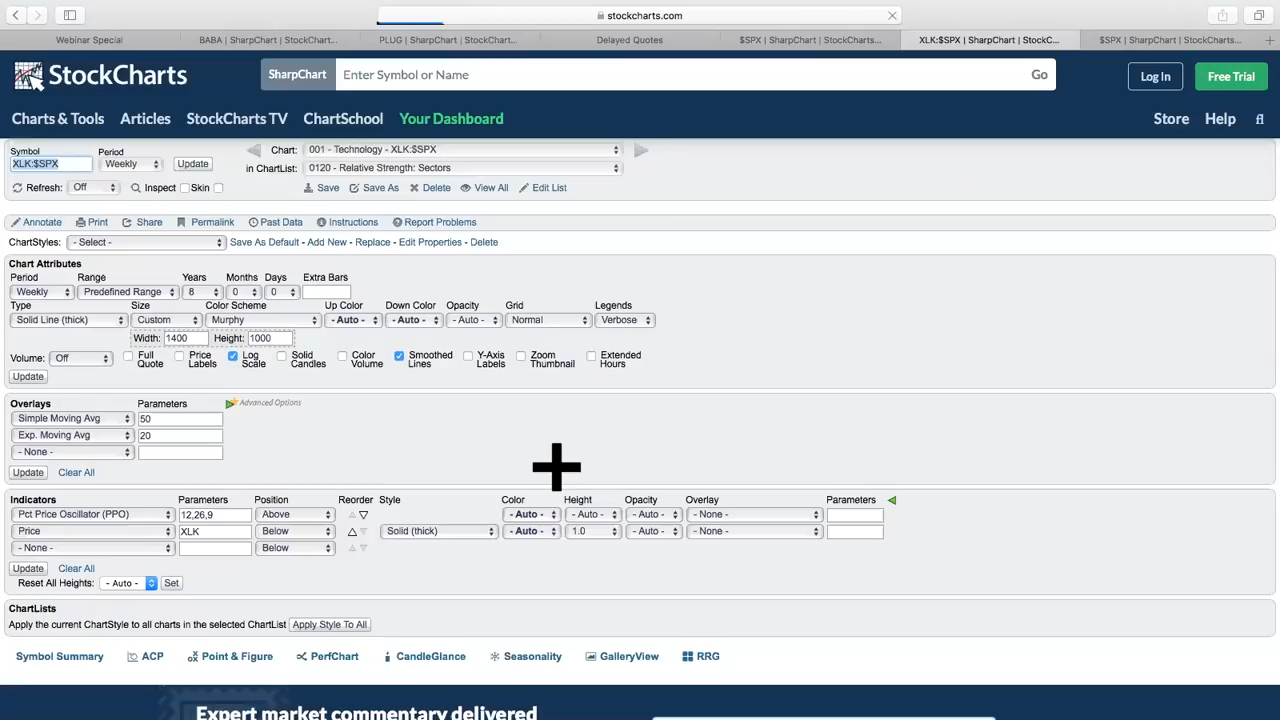 stockcharts.com
Webinar Special BABA | SharpChart | StockChart... PLUG | SharpChart | StockChart... Delayed Quotes $SPX | SharpChart | StockCharts... XLK:$SPX | SharpChart | StockC... $SPX | SharpChart | StockCharts...
StockCharts SharpChart Enter Symbol or Name Go Log In Free Trial
Charts & Tools Articles StockCharts TV ChartSchool Your Dashboard Store Help
Symbol Period Chart: 001 - Technology - XLK:$SPX
XLK:$SPX Weekly Update in ChartList: 0120 - Relative Strength: Sectors
Refresh: Off Inspect Skin Save Save As Delete View All Edit List
Annotate Print Share Permalink Past Data Instructions Report Problems
ChartStyles: - Select - Save As Default - Add New - Replace - Edit Properties - Delete
Chart Attributes
Period Range Years Months Days Extra Bars
Weekly Predefined Range 8 0 0
Type Size Color Scheme Up Color Down Color Opacity Grid Legends
Solid Line (thick) Custom Murphy - Auto - - Auto - - Auto - Normal Verbose
Width: 1400 Height: 1000
Volume: Off Full Quote Price Labels Log Scale Solid Candles Color Volume Smoothed Lines Y-Axis Labels Zoom Thumbnail Extended Hours
Update
Overlays Parameters Advanced Options
Simple Moving Avg 50
Exp. Moving Avg 20
- None -
Update Clear All
Indicators Parameters Position Reorder Style Color Height Opacity Overlay Parameters
Pct Price Oscillator (PPO) 12,26,9 Above - Auto - - Auto - - Auto - - None -
Price XLK Below Solid (thick) - Auto - 1.0 - Auto - - None -
- None - Below
Update Clear All
Reset All Heights: - Auto - Set
ChartLists
Apply the current ChartStyle to all charts in the selected ChartList Apply Style To All
Symbol Summary ACP Point & Figure PerfChart CandleGlance Seasonality GalleryView RRG
Expert market commentary delivered